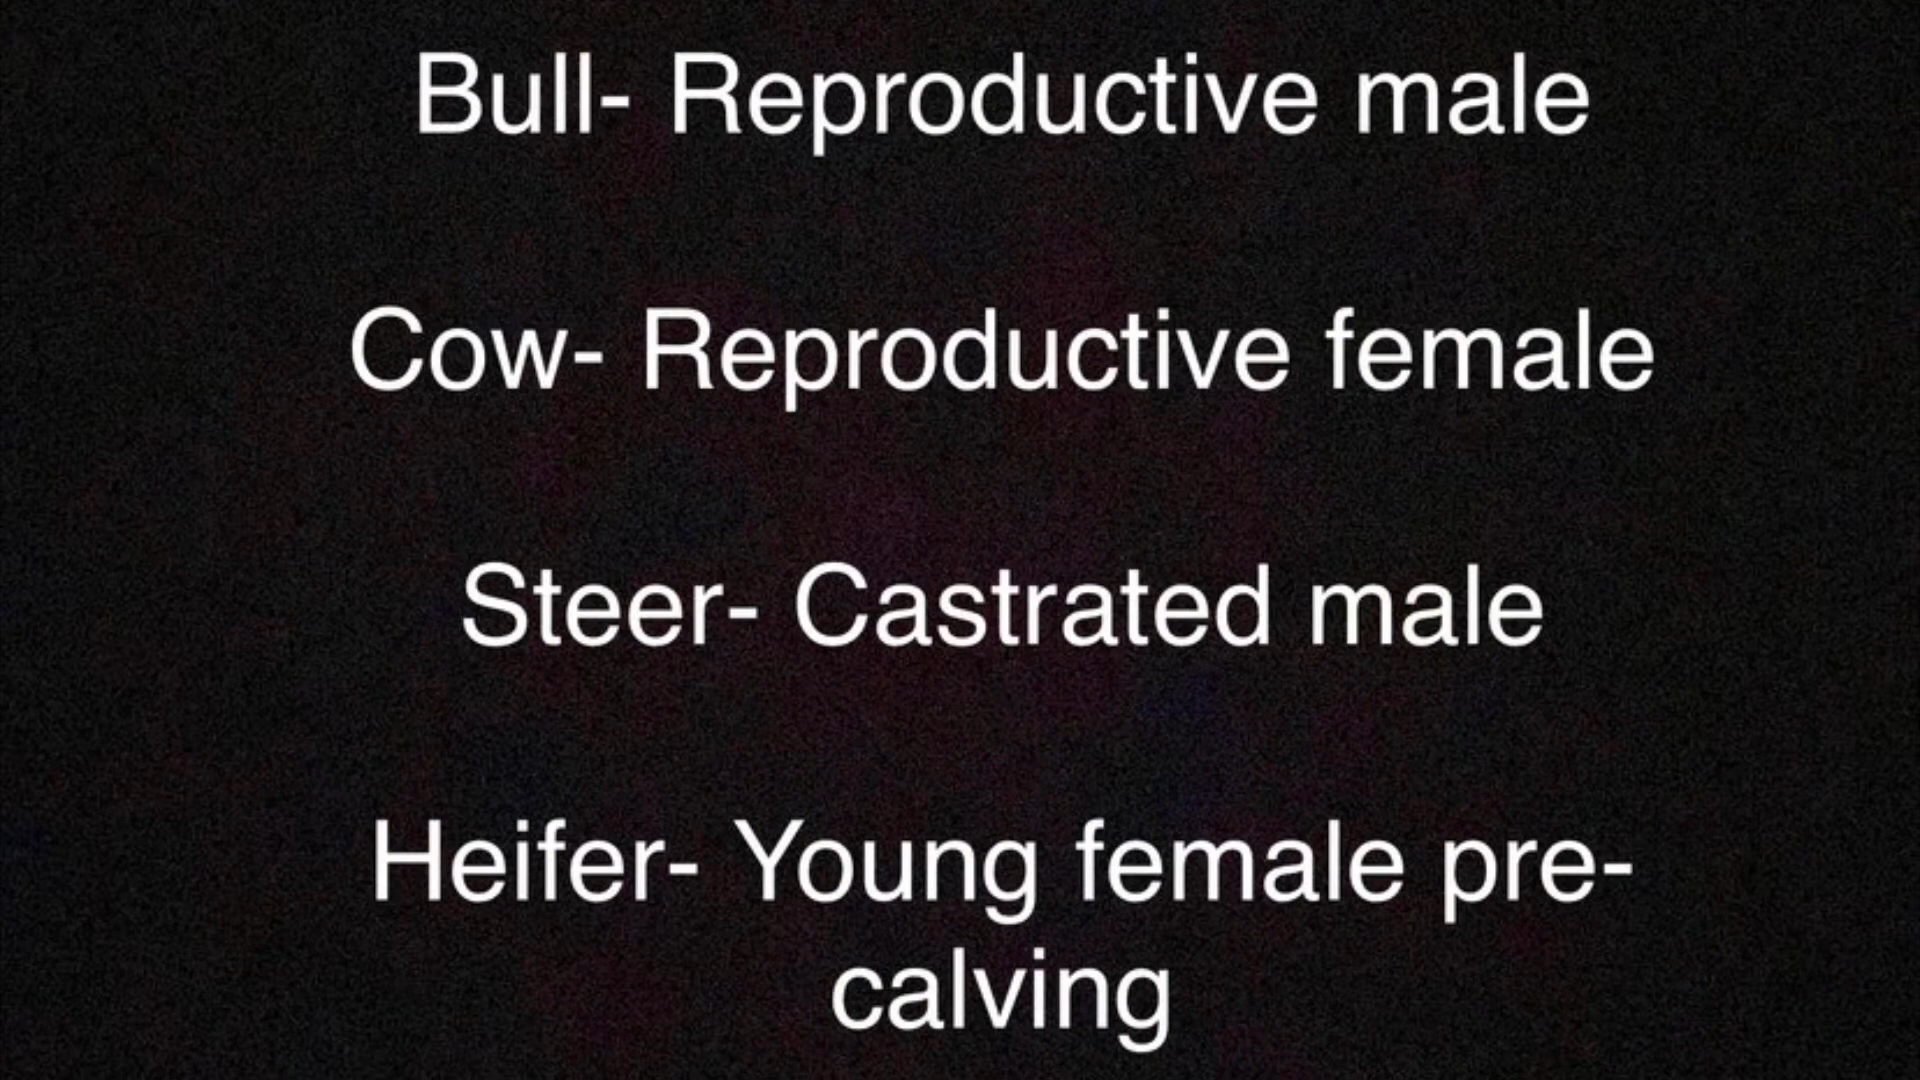 Bull- Reproductive male
Cow- Reproductive female
Steer- Castrated male
Heifer- Young female pre-
calving